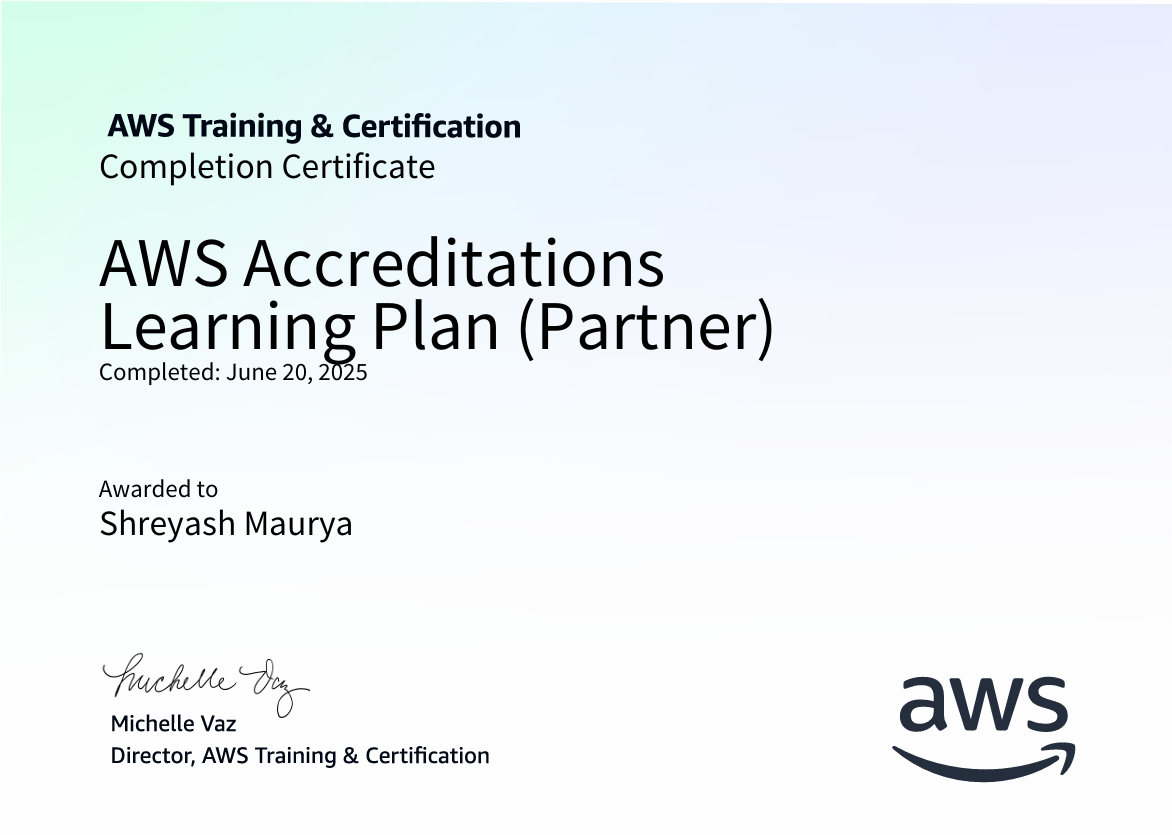 AWS Training & Certification
Completion Certificate
AWS Accreditations
Learning Plan (Partner)
Completed: June 20, 2025
Awarded to
Shreyash Maurya
Michelle Vaz
Michelle Vaz
Director, AWS Training & Certification
aws